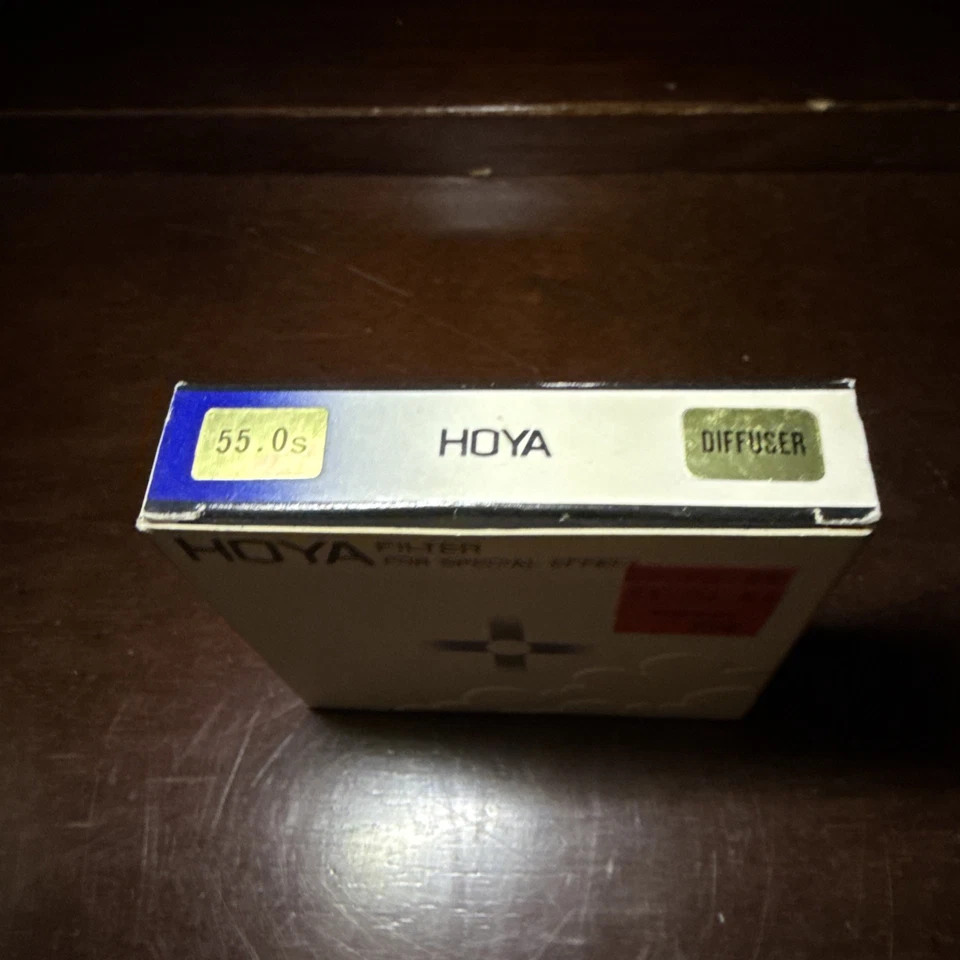 55.0s
HOYA
DIFFUSER
HOYA FILTER
FOR SPECIAL EFFECT